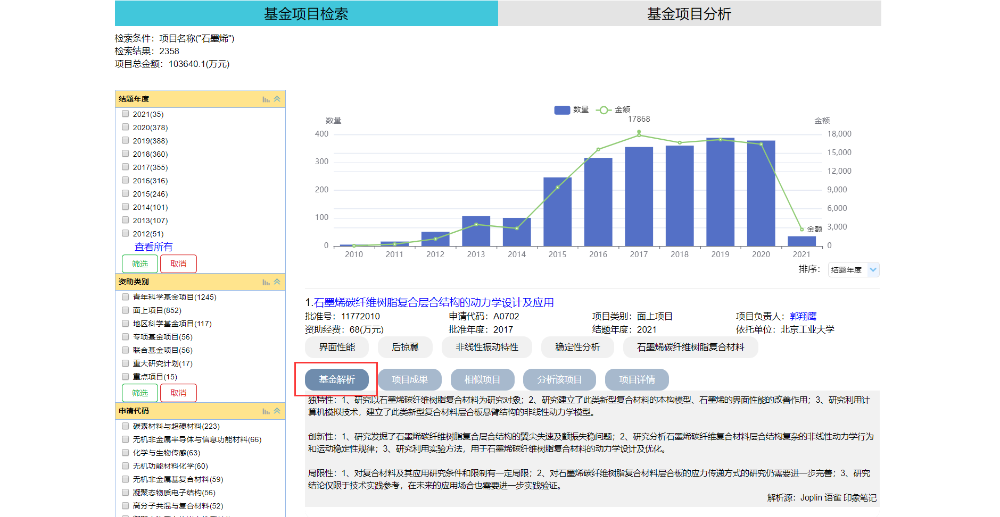 基金项目检索
基金项目分析
检索条件：项目名称("石墨烯")
检索结果：2358
项目总金额：103640.1(万元)
结题年度
2021(35)
2020(378)
2019(388)
2018(360)
2017(355)
2016(316)
2015(246)
2014(101)
2013(107)
2012(51)
查看所有
筛选 取消
资助类别
青年科学基金项目(1245)
面上项目(852)
地区科学基金项目(117)
专项基金项目(56)
联合基金项目(56)
重大研究计划(17)
重点项目(15)
筛选 取消
申请代码
碳素材料与超硬材料(223)
无机非金属半导体与信息功能材料(66)
化学与生物传感(63)
无机功能材料化学(60)
无机非金属基复合材料(59)
凝聚态物质电子结构(56)
高分子共混与复合材料(52)
数量 金额
17868
数量 金额
400 18,000
15,000
300
12,000
200 9,000
6,000
100
3,000
金额
0 0
2010 2011 2012 2013 2014 2015 2016 2017 2018 2019 2020 2021
排序： 结题年度
1.石墨烯碳纤维树脂复合层合结构的动力学设计及应用
批准号：11772010 申请代码：A0702 项目类别：面上项目 项目负责人：郭翔鹰
资助经费：68(万元) 批准年度：2017 结题年度：2021 依托单位：北京工业大学
界面性能 后掠翼 非线性振动特性 稳定性分析 石墨烯碳纤维树脂复合材料
基金解析 项目成果 相似项目 分析该项目 项目详情
独特性：1、研究以石墨烯碳纤维树脂复合材料为研究对象；2、研究建立了此类新型复合材料的本构模型、石墨烯的界面性能的改善作用；3、研究利用计
算机模拟技术，建立了此类新型复合材料层合板悬臂结构的非线性动力学模型。
创新性：1、研究发掘了石墨烯碳纤维树脂复合层合结构的翼尖失速及颤振失稳问题；2、研究分析石墨烯碳纤维复合材料层合结构复杂的非线性动力学行为
和运动稳定性规律；3、研究利用实验方法，用于石墨烯碳纤维树脂复合材料的动力学设计及优化。
局限性：1、对复合材料及其应用研究条件和限制有一定局限；2、对石墨烯碳纤维树脂复合材料层合板的应力传递方式的研究仍需要进一步完善；3、研究
结论仅限于技术实践参考，在未来的应用场合也需要进一步实践验证。
解析源：Joplin 语雀 印象笔记